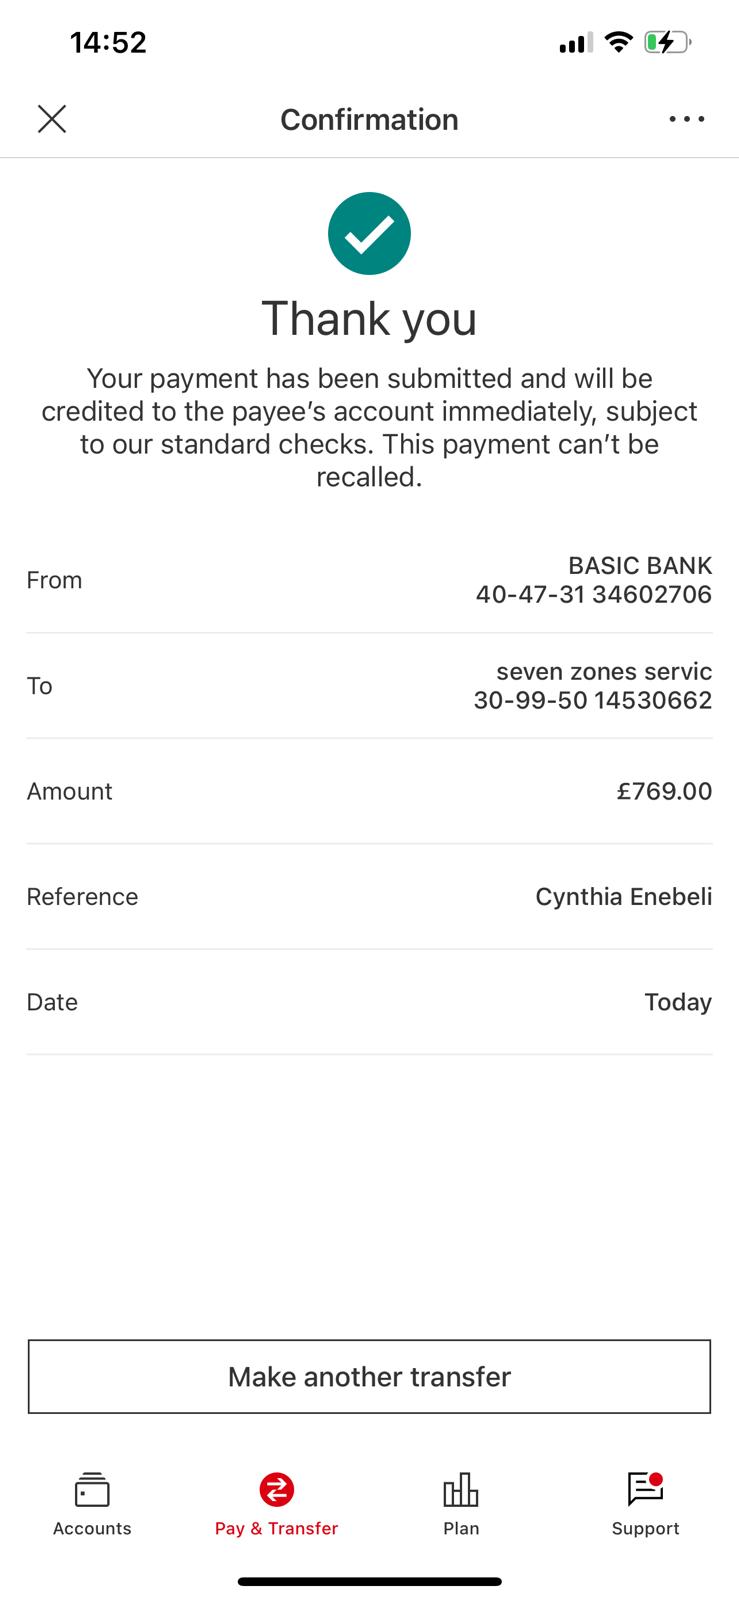 14:52
Confirmation
Thank you
Your payment has been submitted and will be
credited to the payee’s account immediately, subject
to our standard checks. This payment can’t be
recalled.
From
BASIC BANK
40-47-31 34602706
To
seven zones servic
30-99-50 14530662
Amount
£769.00
Reference
Cynthia Enebeli
Date
Today
Make another transfer
Accounts
Pay & Transfer
Plan
Support